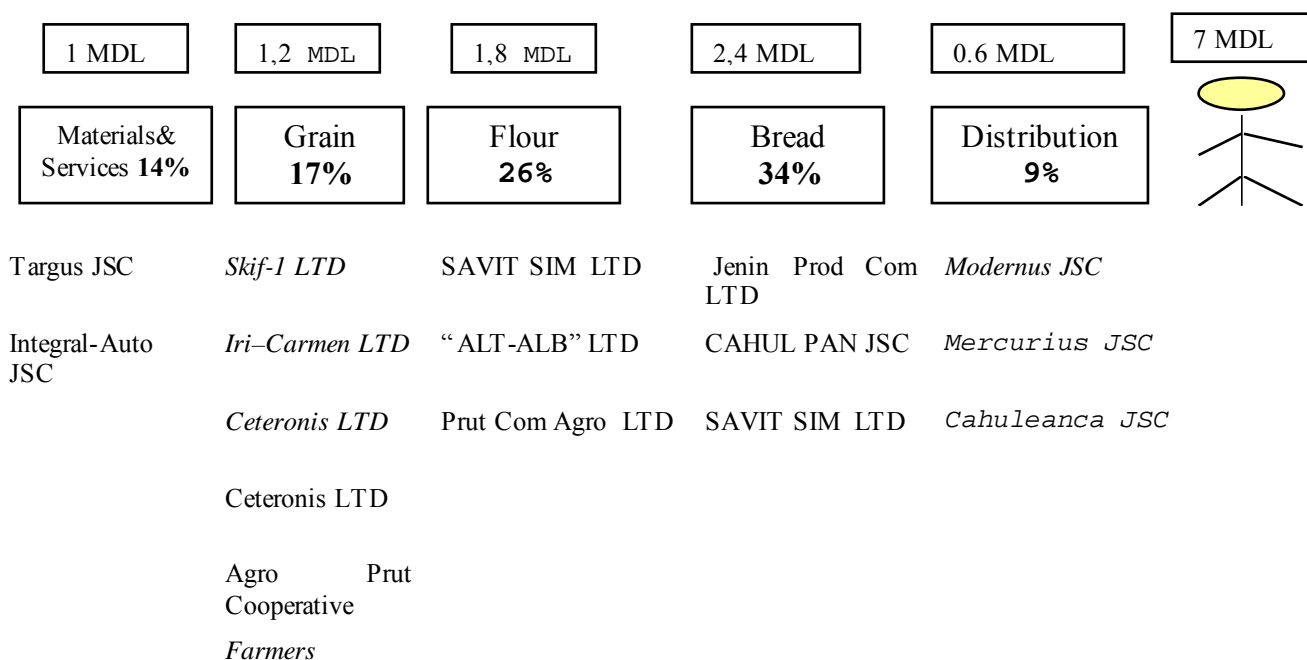 1 MDL
1,2 MDL
1,8 MDL
2,4 MDL
0.6 MDL
7 MDL
Materials&
Services 14%
Grain
17%
Flour
26%
Bread
34%
Distribution
9%
Targus JSC
Skif-1 LTD
SAVIT SIM LTD
Jenin Prod Com
LTD
Modernus JSC
Integral-Auto
JSC
Iri–Carmen LTD
“ALT-ALB” LTD
CAHUL PAN JSC
Mercurius JSC
Ceteronis LTD
Prut Com Agro LTD
SAVIT SIM LTD
Cahuleanca JSC
Ceteronis LTD
Agro Prut
Cooperative
Farmers